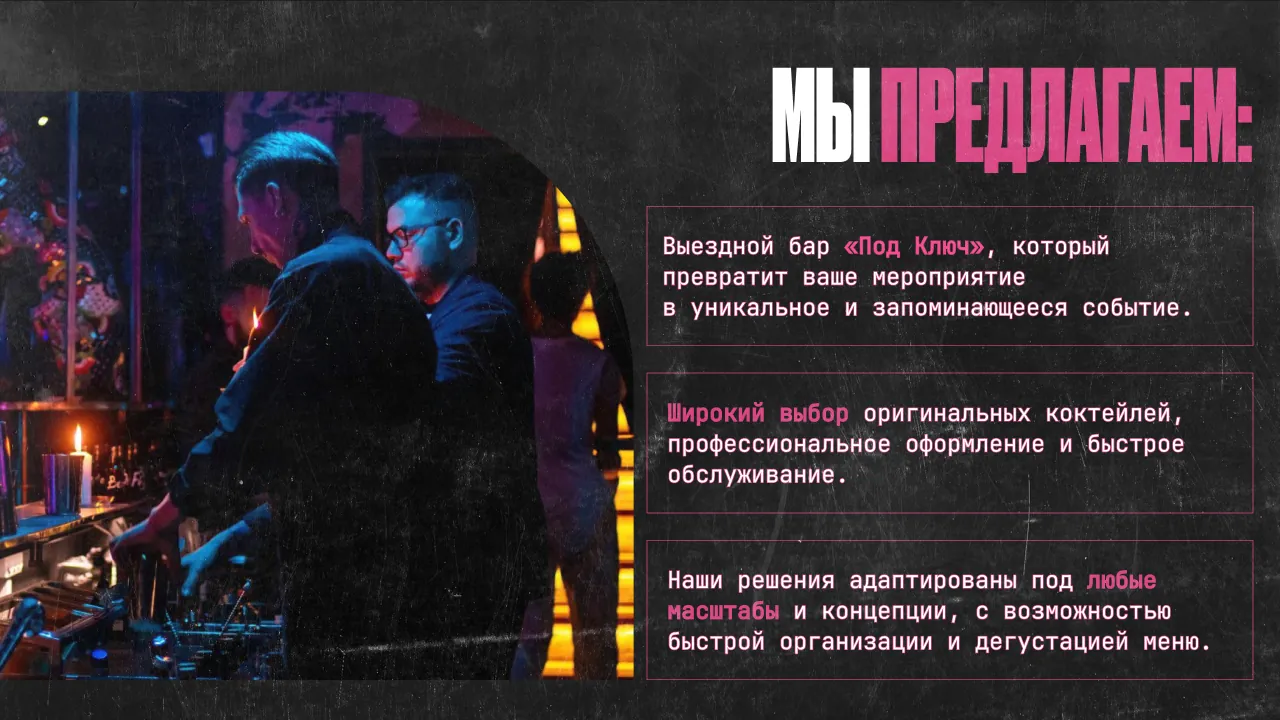 МЫ ПРЕДЛАГАЕМ:
Выездной бар «Под Ключ», который
превратит ваше мероприятие
в уникальное и запоминающееся событие.
Широкий выбор оригинальных коктейлей,
профессиональное оформление и быстрое
обслуживание.
Наши решения адаптированы под любые
масштабы и концепции, с возможностью
быстрой организации и дегустацией меню.